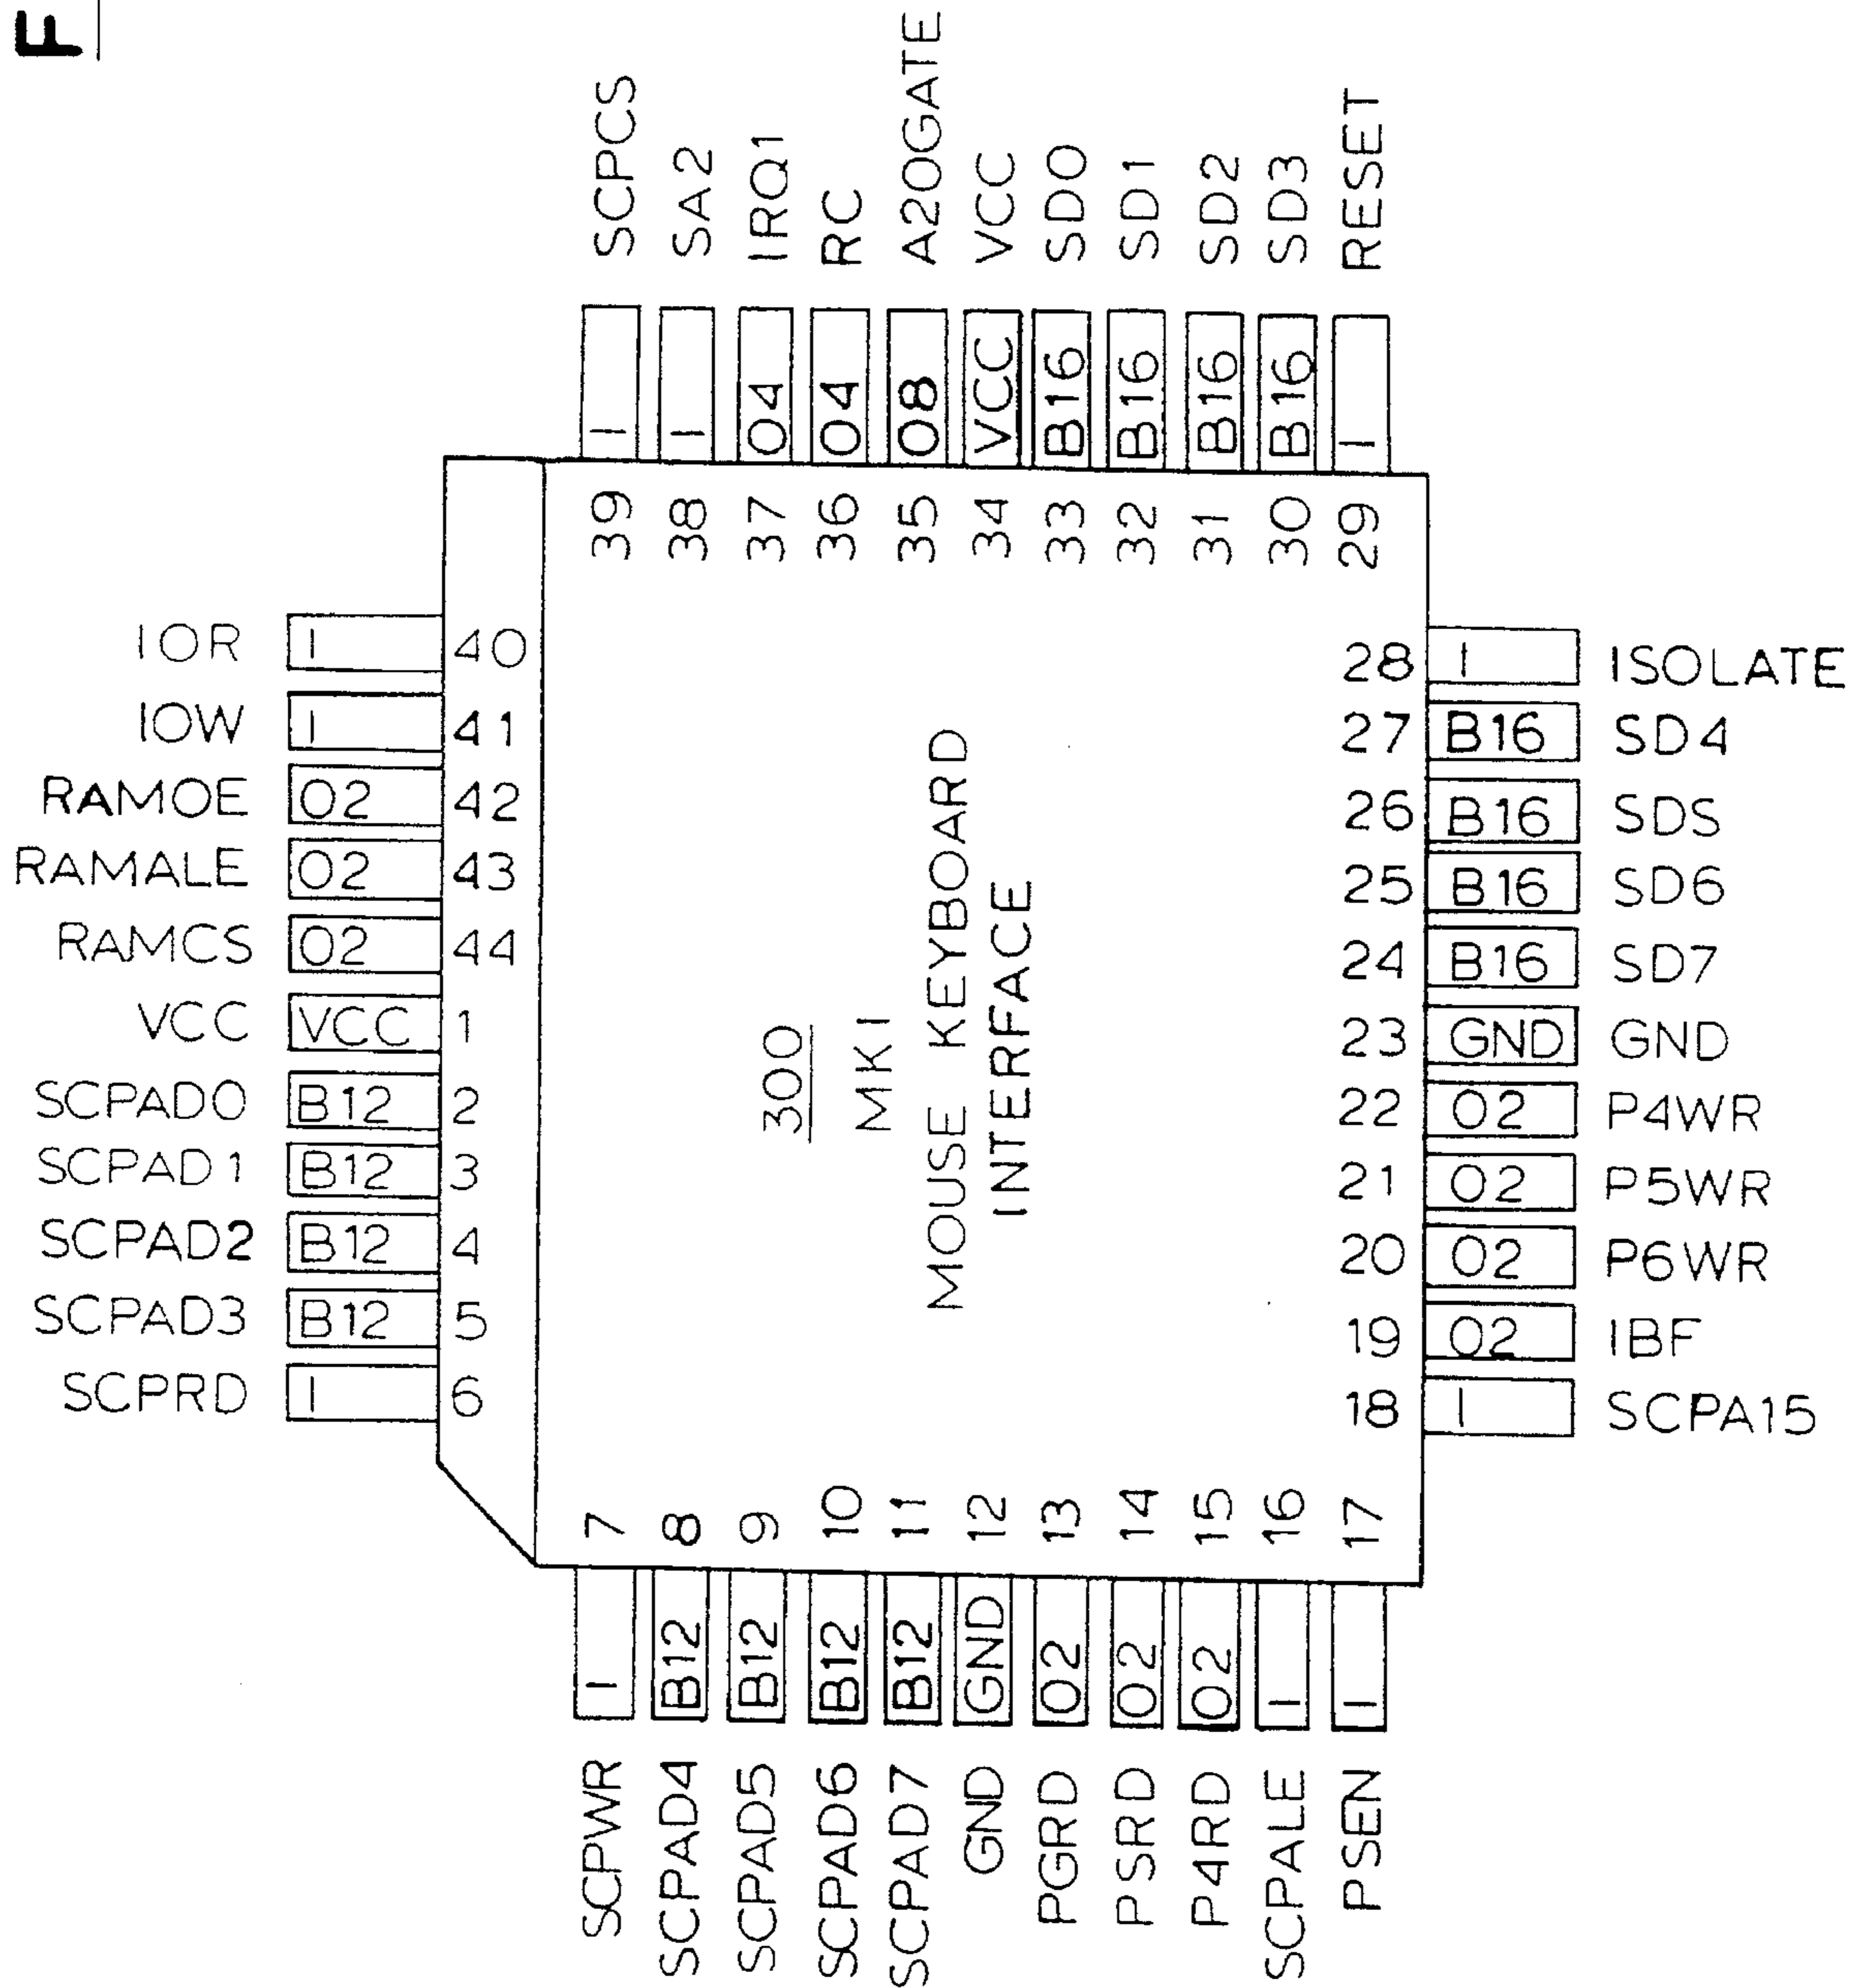 F
SCPCS
SA2
IRQ1
RC
A20GATE
VCC
SD0
SD1
SD2
SD3
RESET
I
I
O4
O4
O8
VCC
B16
B16
B16
B16
I
39
38
37
36
35
34
33
32
31
30
29
IOR I 40
IOW I 41
RAMOE O2 42
RAMALE O2 43
RAMCS O2 44
VCC VCC 1
SCPAD0 B12 2
SCPAD1 B12 3
SCPAD2 B12 4
SCPAD3 B12 5
SCPRD I 6
300
MKI
MOUSE KEYBOARD
INTERFACE
28 I ISOLATE
27 B16 SD4
26 B16 SDS
25 B16 SD6
24 B16 SD7
23 GND GND
22 O2 P4WR
21 O2 P5WR
20 O2 P6WR
19 O2 IBF
18 I SCPA15
7
8
9
10
11
12
13
14
15
16
17
I
B12
B12
B12
B12
GND
O2
O2
O2
I
I
SCPWR
SCPAD4
SCPAD5
SCPAD6
SCPAD7
GND
PGRD
PSRD
P4RD
SCPALE
PSEN